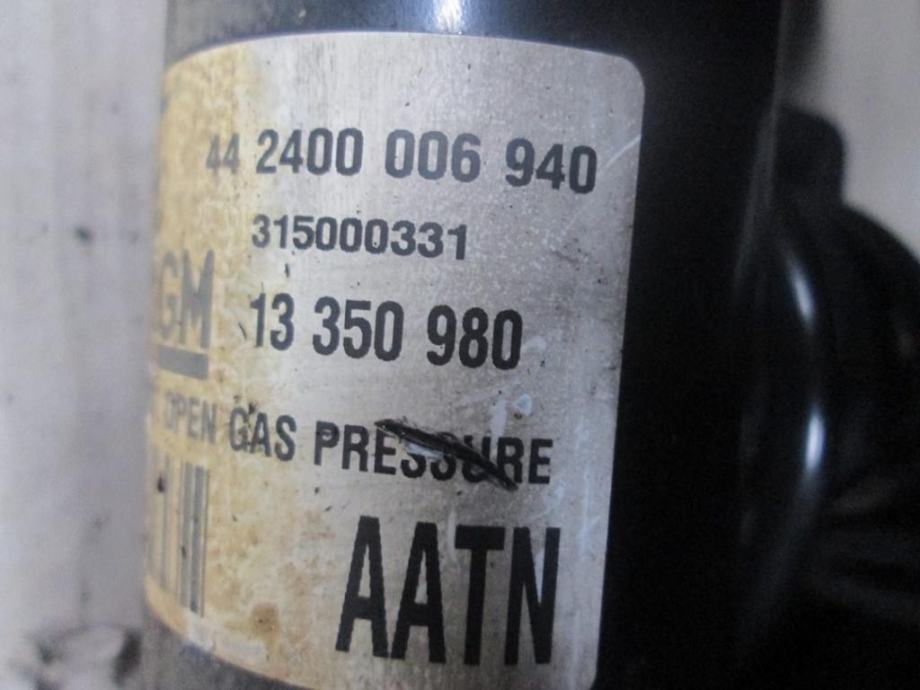 44 2400 006 940
315000331
GM 13 350 980
OPEN GAS PRESSURE
AATN